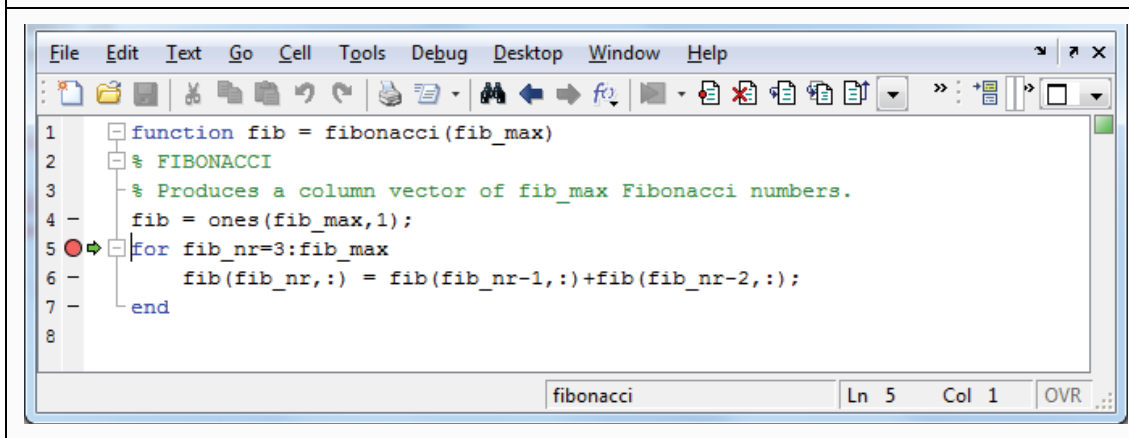 File Edit Text Go Cell Tools Debug Desktop Window Help
1 function fib = fibonacci(fib_max)
2 % FIBONACCI
3 % Produces a column vector of fib_max Fibonacci numbers.
4 – fib = ones(fib_max,1);
5 for fib_nr=3:fib_max
6 – fib(fib_nr,:) = fib(fib_nr-1,:)+fib(fib_nr-2,:);
7 – end
8
fibonacci Ln 5 Col 1 OVR